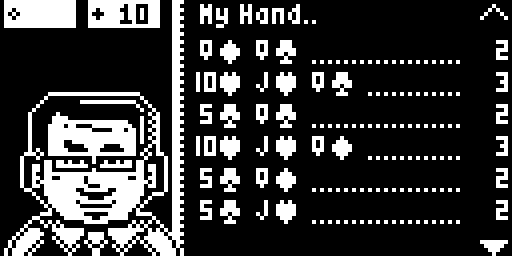 + 10
My Hand..
Q♦ Q♣ .................. 2
10♥ J♥ Q♣ ........... 3
5♣ Q♣ .................. 2
10♥ J♥ Q♦ ........... 3
5♣ Q♦ .................. 2
5♣ J♥ .................. 2